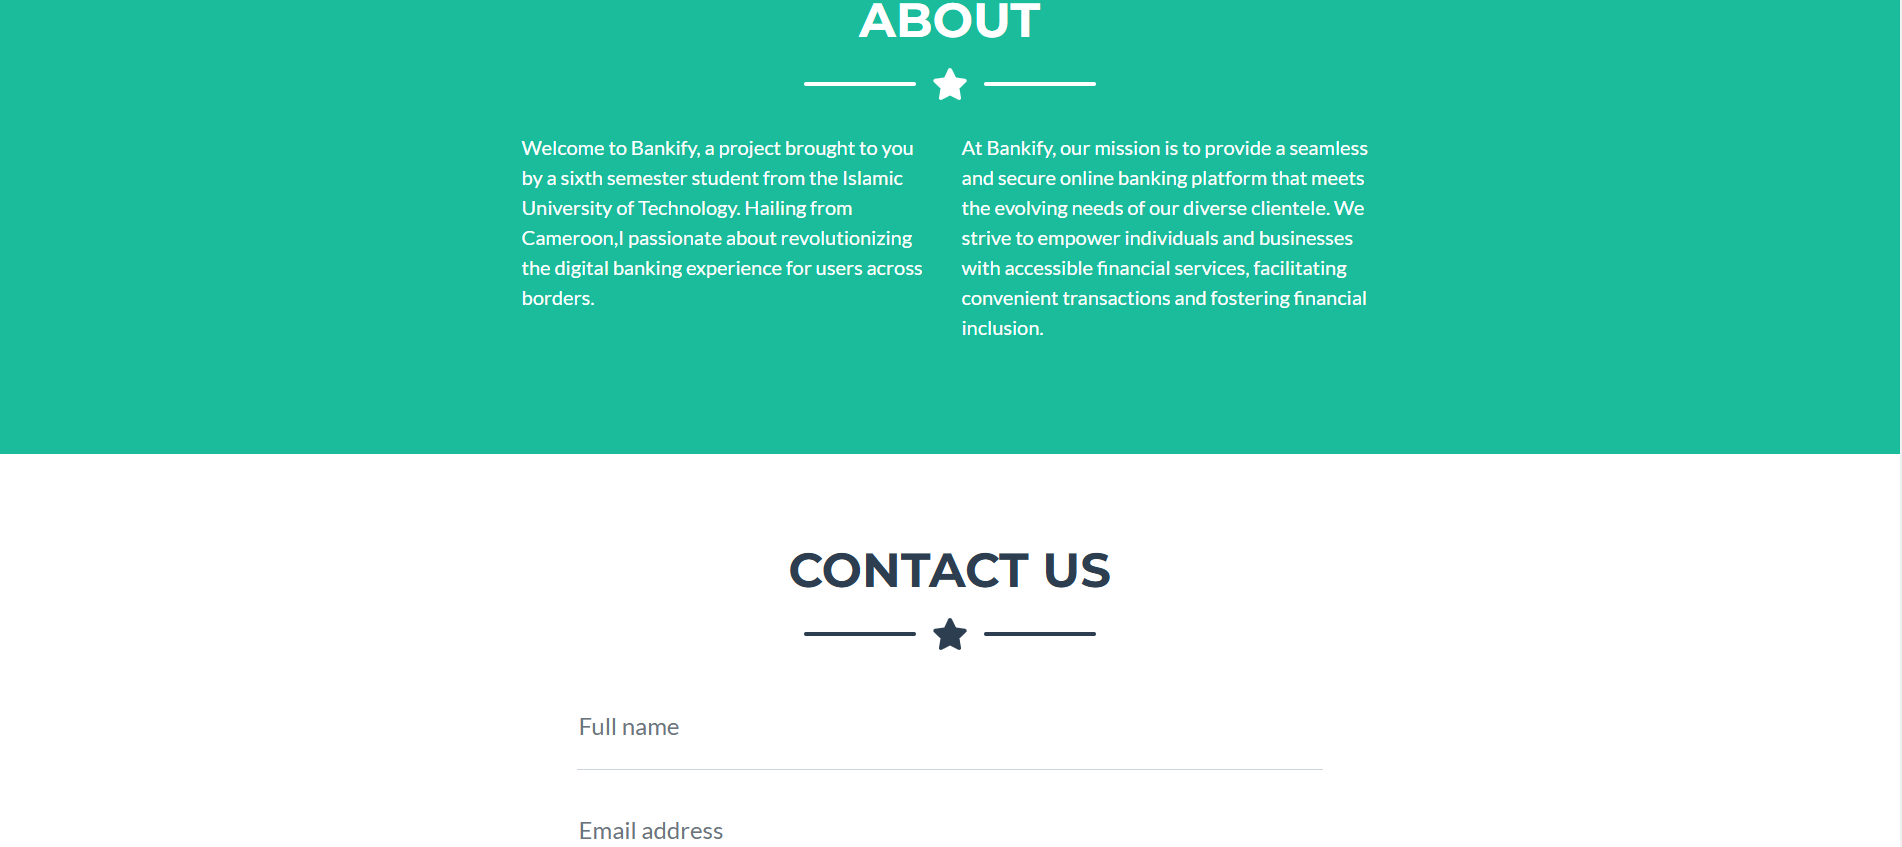 ABOUT
Welcome to Bankify, a project brought to you
by a sixth semester student from the Islamic
University of Technology. Hailing from
Cameroon,I passionate about revolutionizing
the digital banking experience for users across
borders.
At Bankify, our mission is to provide a seamless
and secure online banking platform that meets
the evolving needs of our diverse clientele. We
strive to empower individuals and businesses
with accessible financial services, facilitating
convenient transactions and fostering financial
inclusion.
CONTACT US
Full name
Email address